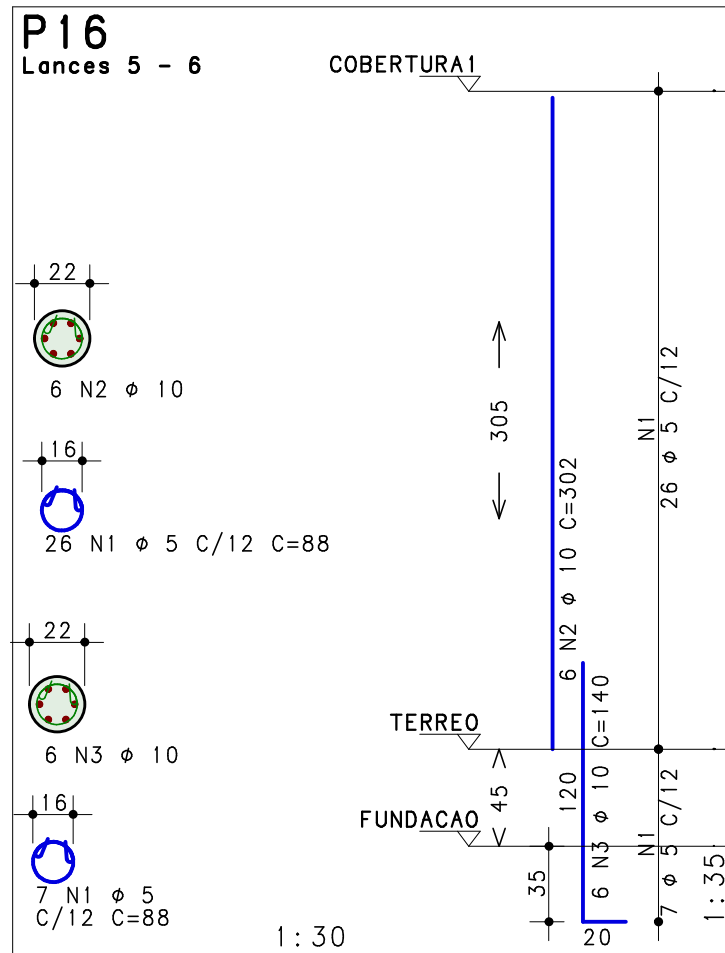 P16
Lances 5 - 6
COBERTURA1
22
6 N2 φ 10
16
26 N1 φ 5 C/12 C=88
305
6 N2 φ 10 C=302
N1
26 φ 5 C/12
22
6 N3 φ 10
16
7 N1 φ 5
C/12 C=88
TERREO
45
FUNDACAO
35
120
6 N3 φ 10 C=140
20
N1
7 φ 5 C/12
1:35
1:30